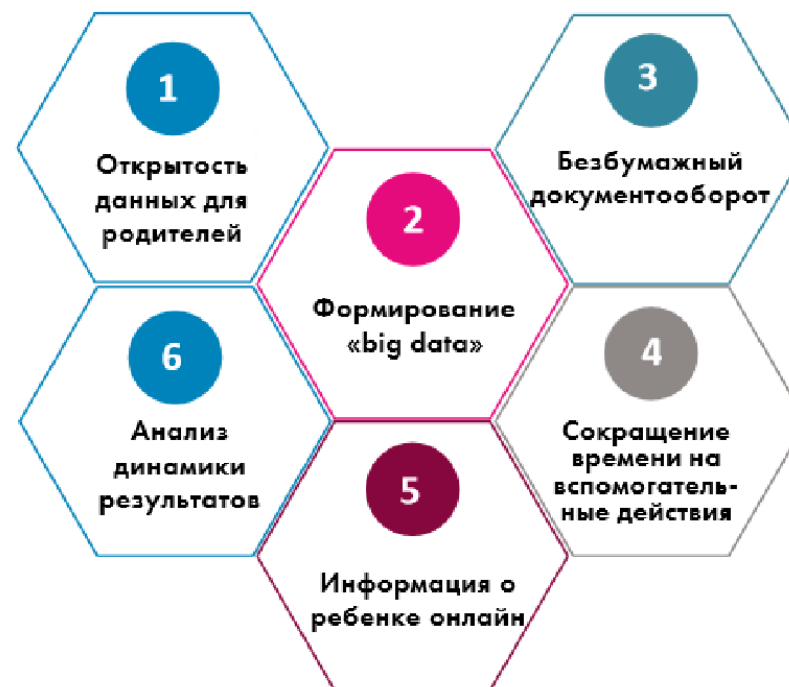 1
Открытость
данных для
родителей
2
Формирование
«big data»
3
Безбумажный
документооборот
4
Сокращение
времени на
вспомогатель-
ные действия
5
Информация о
ребенке онлайн
6
Анализ
динамики
результатов